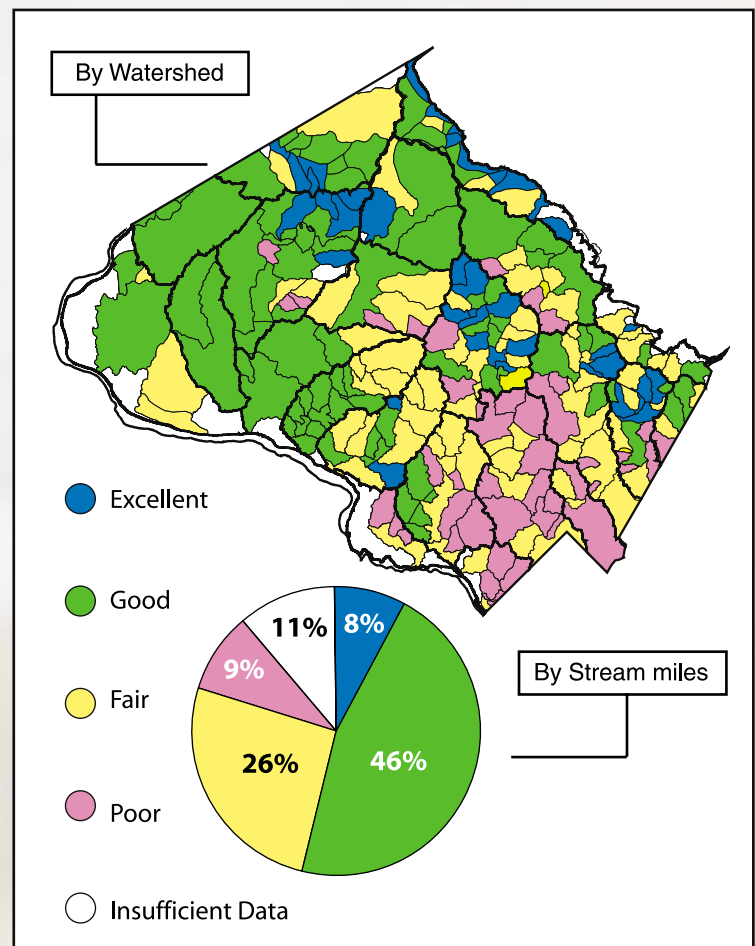 By Watershed
Excellent
Good
Fair
Poor
Insufficient Data
11%
8%
9%
26%
46%
By Stream miles